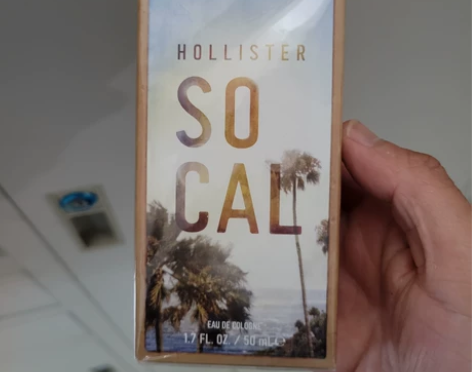 HOLLISTER
SO
CAL
EAU DE COLOGNE
1.7 FL. OZ / 50 mL e